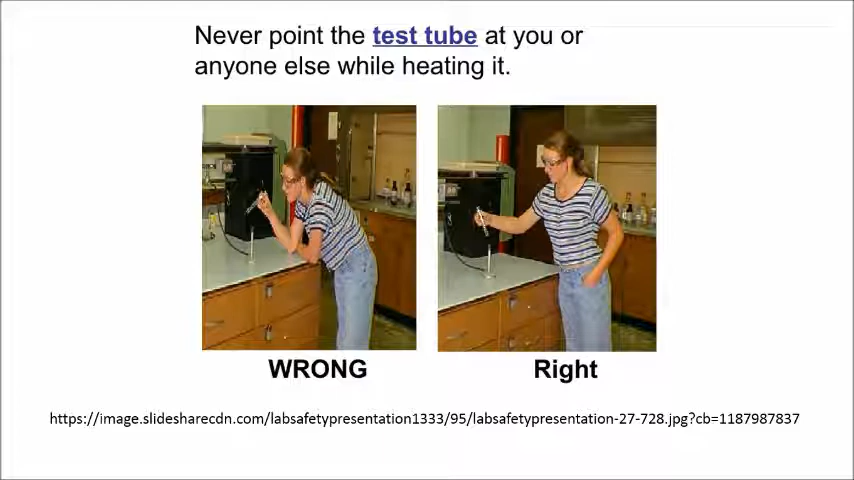 Never point the test tube at you or
anyone else while heating it.
WRONG
Right
https://image.slidesharecdn.com/labsafetypresentation1333/95/labsafetypresentation-27-728.jpg?cb=1187987837